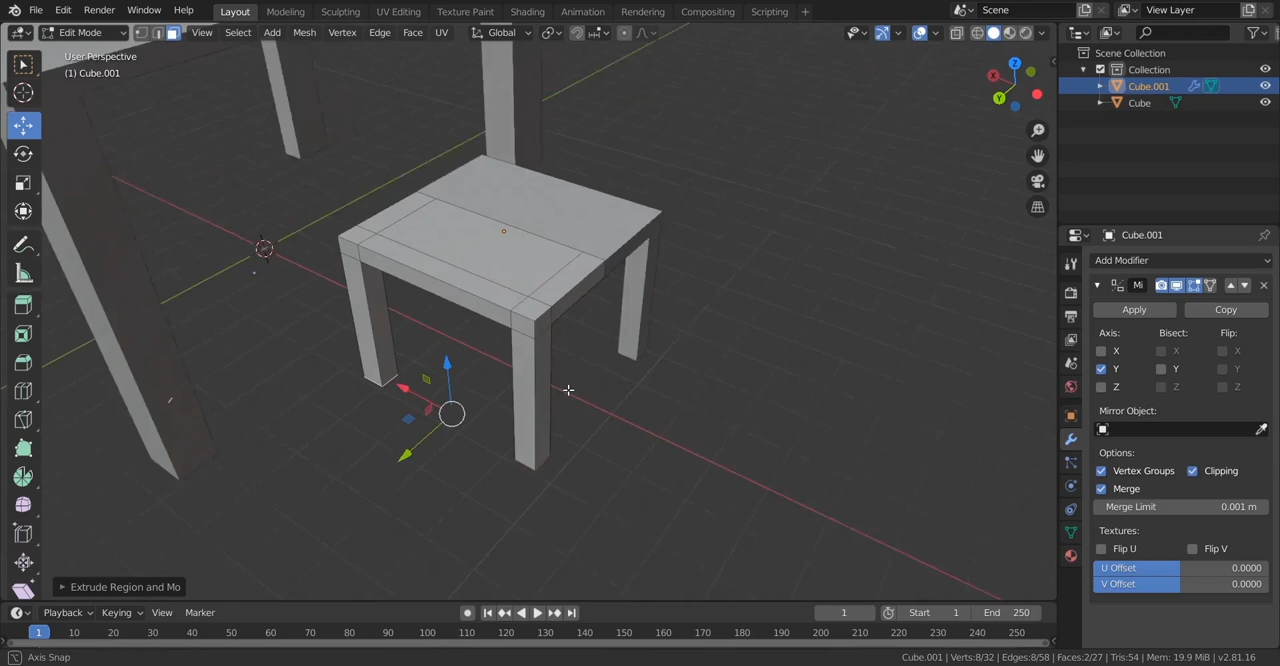 File Edit Render Window Help Layout Modeling Sculpting UV Editing Texture Paint Shading Animation Rendering Compositing Scripting + Scene View Layer
Edit Mode View Select Add Mesh Vertex Edge Face UV Global
User Perspective
(1) Cube.001
X
Y
Z
Scene Collection
Collection
Cube.001
Cube
Cube.001
Add Modifier
Mi
Apply Copy
Axis: Bisect: Flip:
X X X
Y Y Y
Z Z Z
Mirror Object:
Options:
Vertex Groups Clipping
Merge
Merge Limit 0.001 m
Textures:
Flip U Flip V
U Offset 0.0000
V Offset 0.0000
Extrude Region and Mo
Playback Keying View Marker 1 Start 1 End 250
1 10 20 30 40 50 60 70 80 90 100 110 120 130 140 150 160 170 180 190 200 210 220 230 240 250
Axis Snap Cube.001 | Verts:8/32 | Edges:8/58 | Faces:2/27 | Tris:54 | Mem: 19.9 MiB | v2.81.16